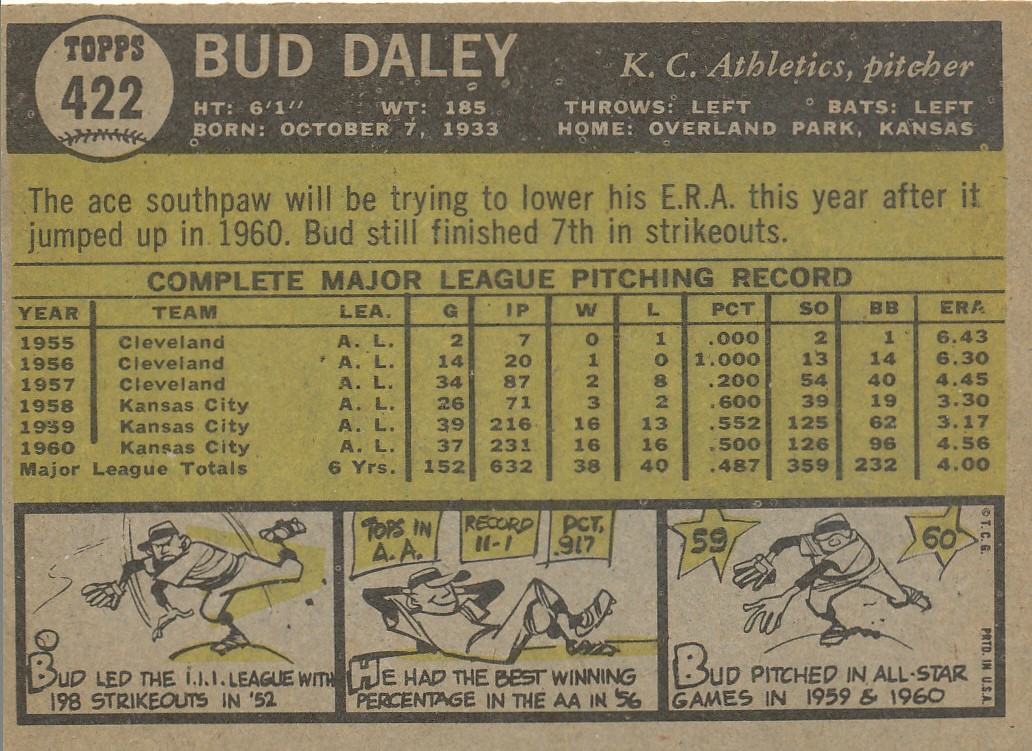 TOPPS
422
BUD DALEY
K. C. Athletics, pitcher
HT: 6'1" WT: 185 THROWS: LEFT BATS: LEFT
BORN: OCTOBER 7, 1933 HOME: OVERLAND PARK, KANSAS
The ace southpaw will be trying to lower his E.R.A. this year after it
jumped up in 1960. Bud still finished 7th in strikeouts.
COMPLETE MAJOR LEAGUE PITCHING RECORD
YEAR TEAM LEA. G IP W L PCT SO BB ERA
1955 Cleveland A. L. 2 7 0 1 .000 2 1 6.43
1956 Cleveland A. L. 14 20 1 0 1.000 13 14 6.30
1957 Cleveland A. L. 34 87 2 8 .200 54 40 4.45
1958 Kansas City A. L. 26 71 3 2 .600 39 19 3.30
1959 Kansas City A. L. 39 216 16 13 .552 125 62 3.17
1960 Kansas City A. L. 37 231 16 16 .500 126 96 4.56
Major League Totals 6 Yrs. 152 632 38 40 .487 359 232 4.00
BUD LED THE I.I.I. LEAGUE WITH
198 STRIKEOUTS IN '52
TOPS IN
A.A.
RECORD
11-1
PCT.
.917
HE HAD THE BEST WINNING
PERCENTAGE IN THE AA IN '56
59
60
BUD PITCHED IN ALL-STAR
GAMES IN 1959 & 1960
© T.C.G. PRTD. IN U.S.A.